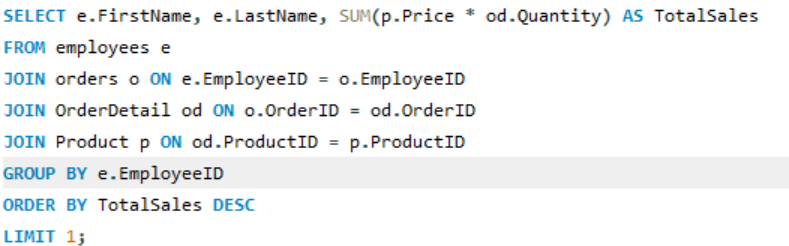 SELECT e.FirstName, e.LastName, SUM(p.Price * od.Quantity) AS TotalSales
FROM employees e
JOIN orders o ON e.EmployeeID = o.EmployeeID
JOIN OrderDetail od ON o.OrderID = od.OrderID
JOIN Product p ON od.ProductID = p.ProductID
GROUP BY e.EmployeeID
ORDER BY TotalSales DESC
LIMIT 1;